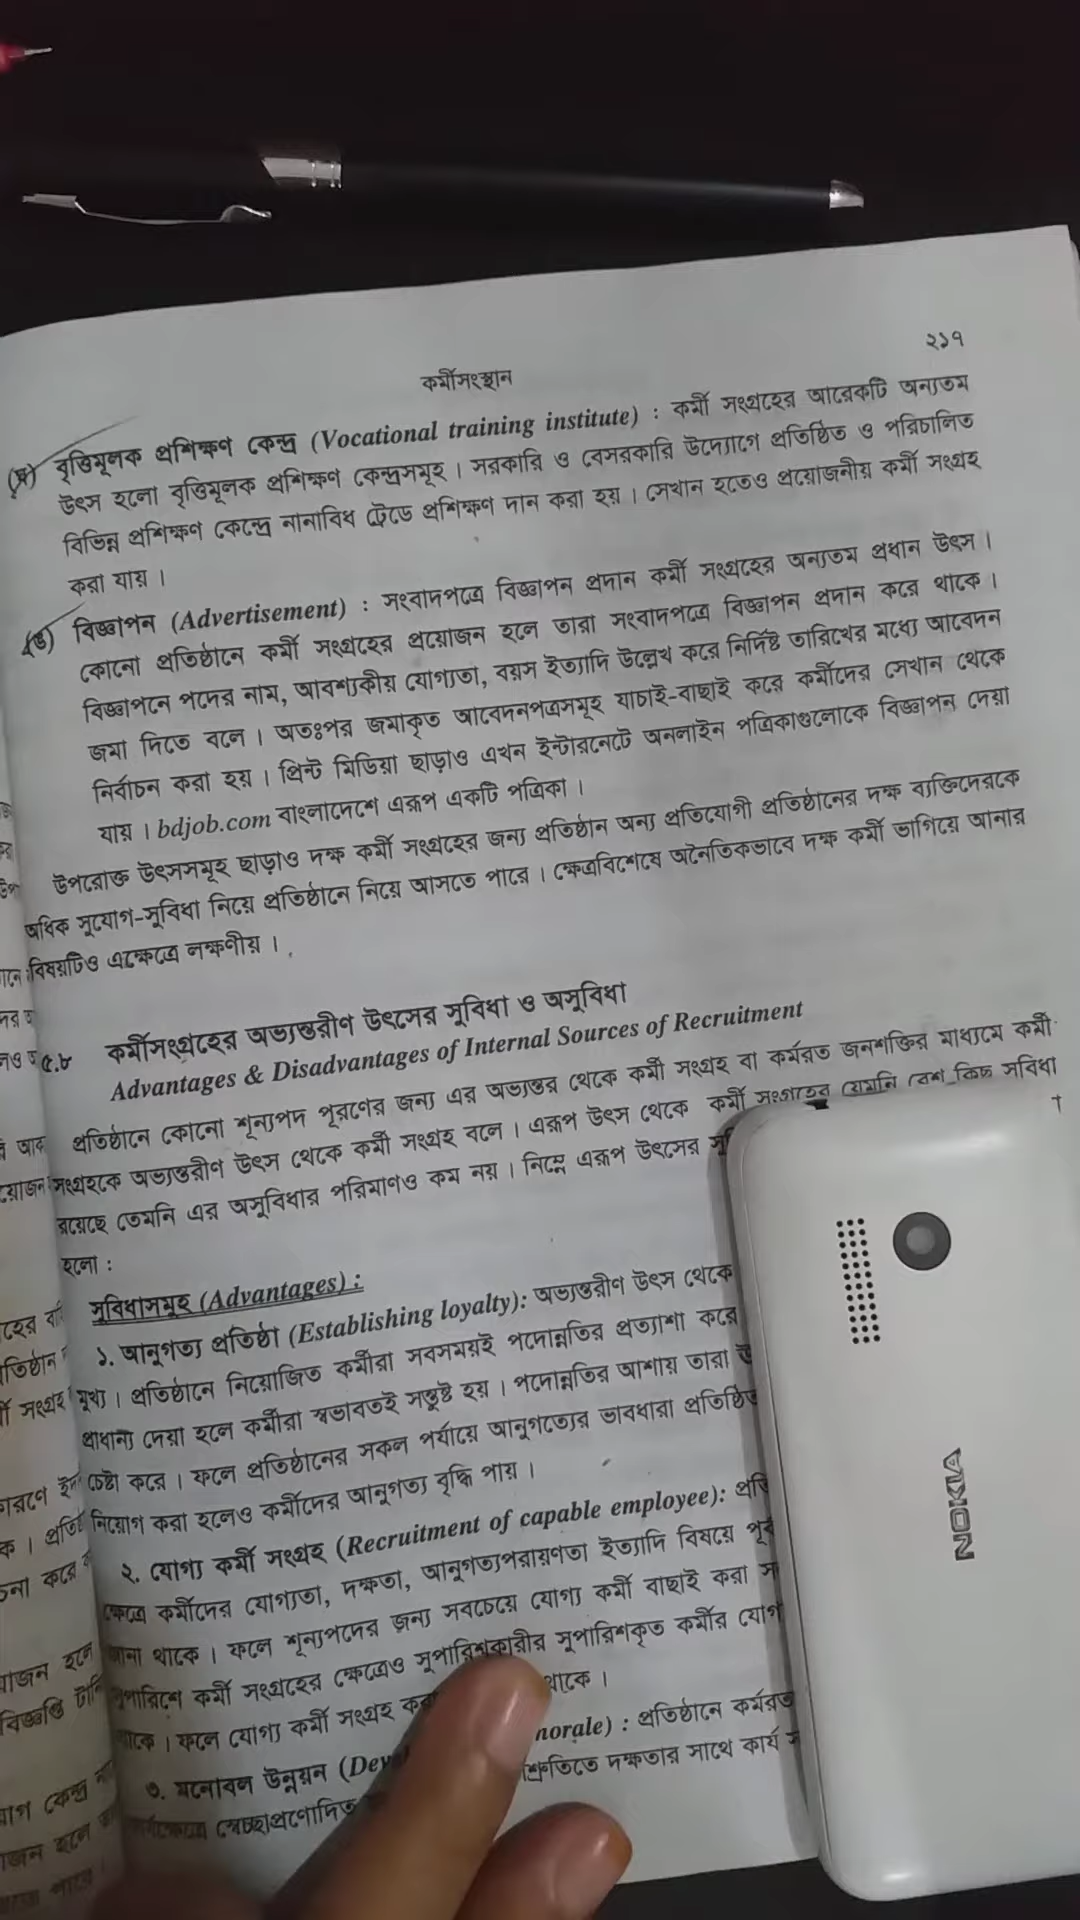 ২১৭
কর্মীসংস্থান
(ঘ) বৃত্তিমূলক প্রশিক্ষণ কেন্দ্র (Vocational training institute) : কর্মী সংগ্রহের আরেকটি অন্যতম
উৎস হলো বৃত্তিমূলক প্রশিক্ষণ কেন্দ্রসমূহ। সরকারি ও বেসরকারি উদ্যোগে প্রতিষ্ঠিত ও পরিচালিত
বিভিন্ন প্রশিক্ষণ কেন্দ্রে নানাবিধ ট্রেডে প্রশিক্ষণ দান করা হয়। সেখান হতেও প্রয়োজনীয় কর্মী সংগ্রহ
করা যায়।
(ঙ) বিজ্ঞাপন (Advertisement) : সংবাদপত্রে বিজ্ঞাপন প্রদান কর্মী সংগ্রহের অন্যতম প্রধান উৎস।
কোনো প্রতিষ্ঠানে কর্মী সংগ্রহের প্রয়োজন হলে তারা সংবাদপত্রে বিজ্ঞাপন প্রদান করে থাকে।
বিজ্ঞাপনে পদের নাম, আবশ্যকীয় যোগ্যতা, বয়স ইত্যাদি উল্লেখ করে নির্দিষ্ট তারিখের মধ্যে আবেদন
জমা দিতে বলে। অতঃপর জমাকৃত আবেদনপত্রসমূহ যাচাই-বাছাই করে কর্মীদের সেখান থেকে
নির্বাচন করা হয়। প্রিন্ট মিডিয়া ছাড়াও এখন ইন্টারনেটে অনলাইন পত্রিকাগুলোকে বিজ্ঞাপন দেয়া
যায়। bdjob.com বাংলাদেশে এরূপ একটি পত্রিকা।
উপরোক্ত উৎসসমূহ ছাড়াও দক্ষ কর্মী সংগ্রহের জন্য প্রতিষ্ঠান অন্য প্রতিযোগী প্রতিষ্ঠানের দক্ষ ব্যক্তিদেরকে
অধিক সুযোগ-সুবিধা নিয়ে প্রতিষ্ঠানে নিয়ে আসতে পারে। ক্ষেত্রবিশেষে অনৈতিকভাবে দক্ষ কর্মী ভাগিয়ে আনার
বিষয়টিও এক্ষেত্রে লক্ষণীয়।
৫.৮ কর্মীসংগ্রহের অভ্যন্তরীণ উৎসের সুবিধা ও অসুবিধা
Advantages & Disadvantages of Internal Sources of Recruitment
প্রতিষ্ঠানে কোনো শূন্যপদ পূরণের জন্য এর অভ্যন্তর থেকে কর্মী সংগ্রহ বা কর্মরত জনশক্তির মাধ্যমে কর্মী
সংগ্রহকে অভ্যন্তরীণ উৎস থেকে কর্মী সংগ্রহ বলে। এরূপ উৎস থেকে কর্মী সংগ্রহের যেমনি বেশ কিছু সুবিধা
রয়েছে তেমনি এর অসুবিধার পরিমাণও কম নয়। নিম্নে এরূপ উৎসের
হলো :
সুবিধাসমূহ (Advantages) :
১. আনুগত্য প্রতিষ্ঠা (Establishing loyalty): অভ্যন্তরীণ উৎস থেকে
মুখ্য। প্রতিষ্ঠানে নিয়োজিত কর্মীরা সবসময়ই পদোন্নতির প্রত্যাশা করে
প্রাধান্য দেয়া হলে কর্মীরা স্বভাবতই সন্তুষ্ট হয়। পদোন্নতির আশায় তারা
চেষ্টা করে। ফলে প্রতিষ্ঠানের সকল পর্যায়ে আনুগত্যের ভাবধারা প্রতিষ্ঠিত
নিয়োগ করা হলেও কর্মীদের আনুগত্য বৃদ্ধি পায়।
২. যোগ্য কর্মী সংগ্রহ (Recruitment of capable employee):
ক্ষেত্রে কর্মীদের যোগ্যতা, দক্ষতা, আনুগত্যপরায়ণতা ইত্যাদি বিষয়ে
জানা থাকে। ফলে শূন্যপদের জন্য সবচেয়ে যোগ্য কর্মী বাছাই করা
সুপারিশে কর্মী সংগ্রহের ক্ষেত্রেও সুপারিশকারীর সুপারিশকৃত কর্মীর
থাকে। ফলে যোগ্য কর্মী সংগ্রহ থাকে।
৩. মনোবল উন্নয়ন morale) : প্রতিষ্ঠানে কর্মরত
স্বেচ্ছাপ্রণোদিত দক্ষতার সাথে কার্য
NOKIA